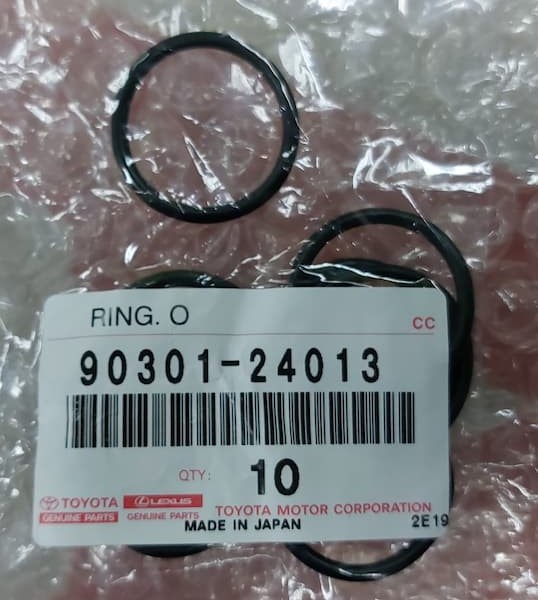 RING. O
CC
90301-24013
QTY: 10
TOYOTA LEXUS
GENUINE PARTS GENUINE PARTS
TOYOTA MOTOR CORPORATION
MADE IN JAPAN
2E19